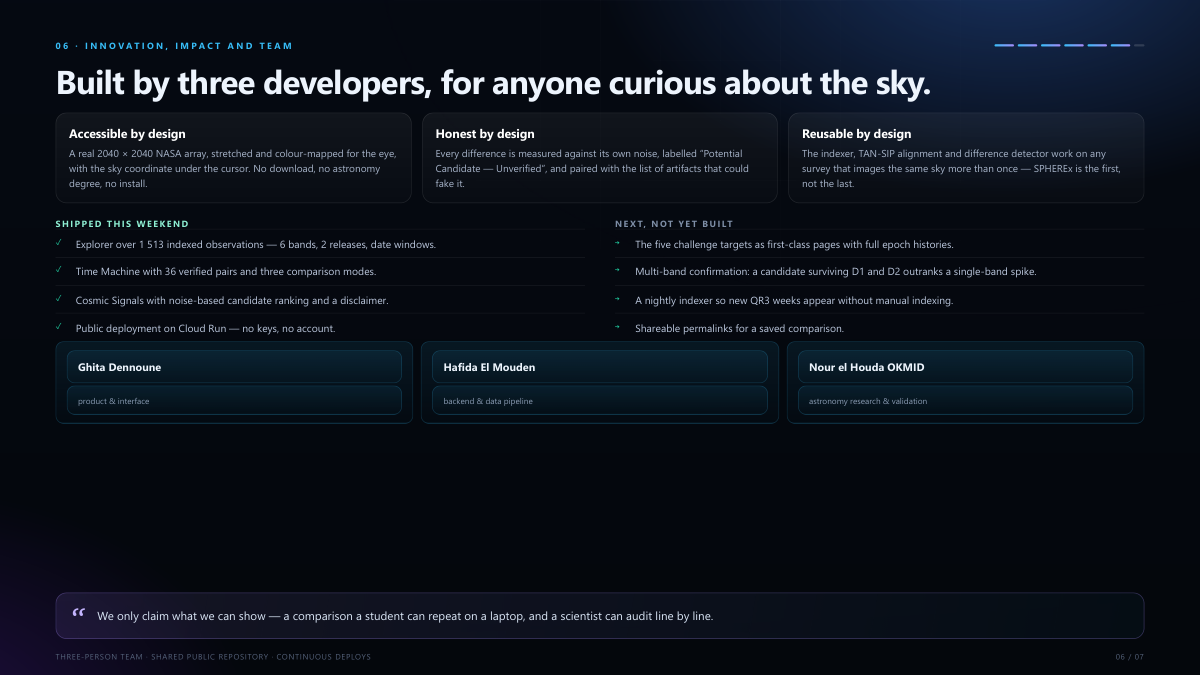 06 · INNOVATION, IMPACT AND TEAM
Built by three developers, for anyone curious about the sky.
Accessible by design
A real 2040 × 2040 NASA array, stretched and colour-mapped for the eye,
with the sky coordinate under the cursor. No download, no astronomy
degree, no install.
Honest by design
Every difference is measured against its own noise, labelled “Potential
Candidate — Unverified”, and paired with the list of artifacts that could
fake it.
Reusable by design
The indexer, TAN-SIP alignment and difference detector work on any
survey that images the same sky more than once — SPHEREx is the first,
not the last.
SHIPPED THIS WEEKEND
✓ Explorer over 1 513 indexed observations — 6 bands, 2 releases, date windows.
✓ Time Machine with 36 verified pairs and three comparison modes.
✓ Cosmic Signals with noise-based candidate ranking and a disclaimer.
✓ Public deployment on Cloud Run — no keys, no account.
NEXT, NOT YET BUILT
→ The five challenge targets as first-class pages with full epoch histories.
→ Multi-band confirmation: a candidate surviving D1 and D2 outranks a single-band spike.
→ A nightly indexer so new QR3 weeks appear without manual indexing.
→ Shareable permalinks for a saved comparison.
Ghita Dennoune
product & interface
Hafida El Mouden
backend & data pipeline
Nour el Houda OKMID
astronomy research & validation
“ We only claim what we can show — a comparison a student can repeat on a laptop, and a scientist can audit line by line.
THREE-PERSON TEAM · SHARED PUBLIC REPOSITORY · CONTINUOUS DEPLOYS
06 / 07